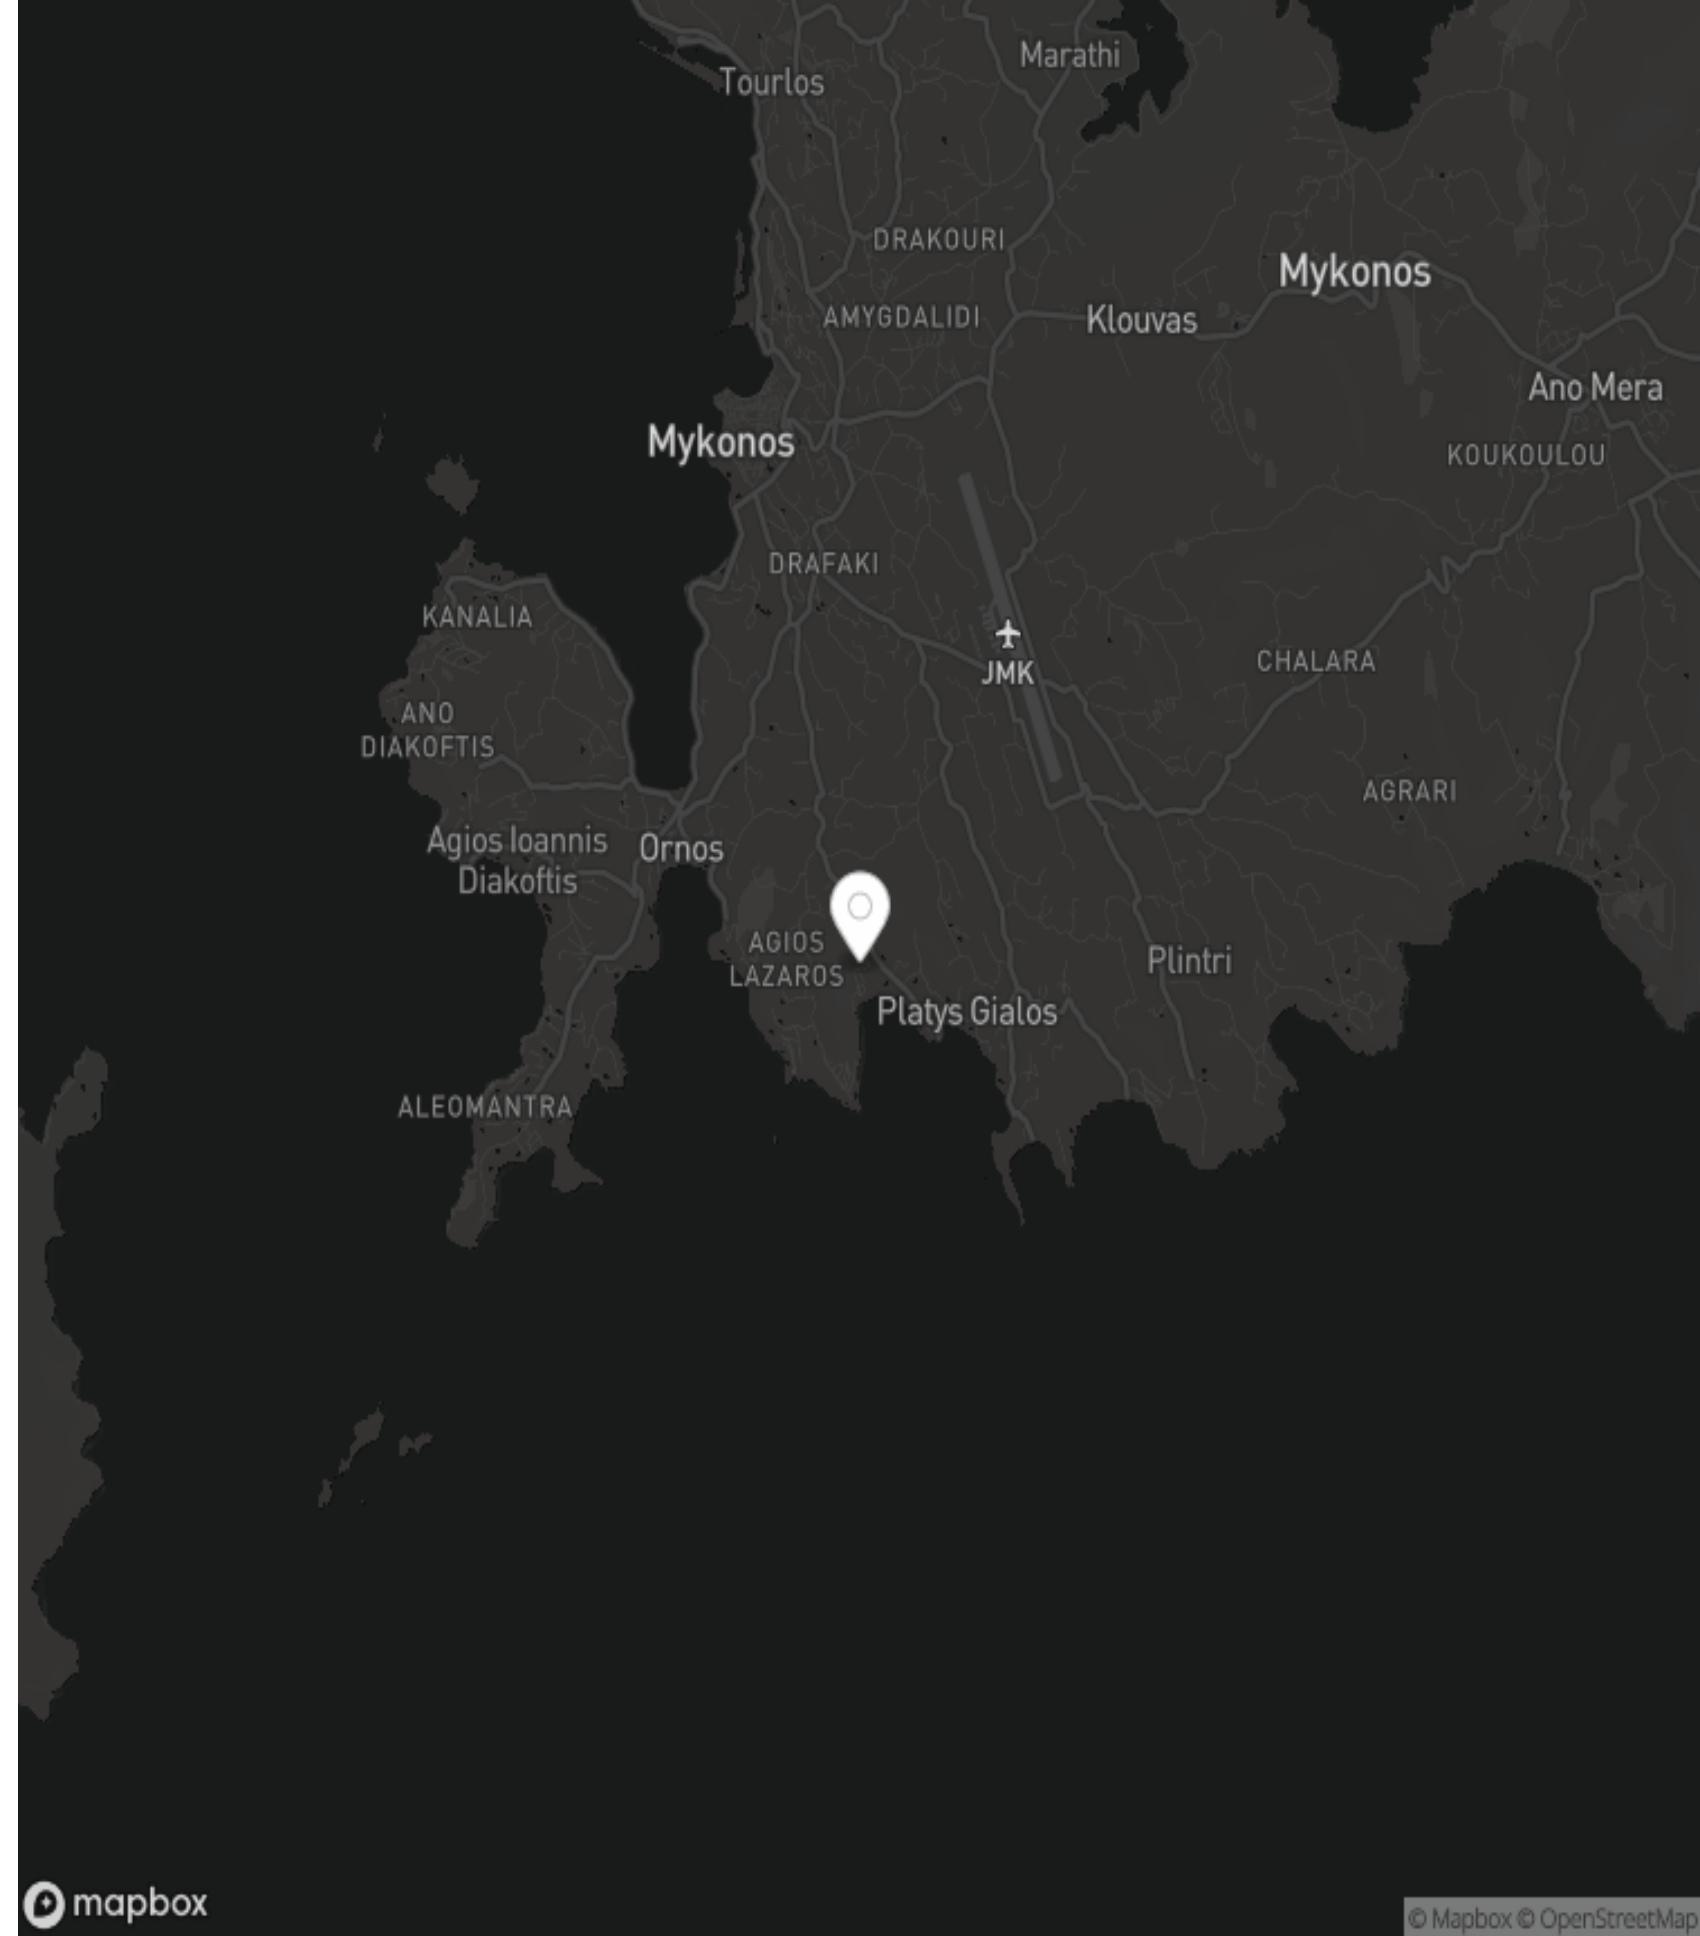 Marathi
Tourlos
DRAKOURI
Mykonos
AMYGDALIDI
Klouvas
Ano Mera
Mykonos
KOUKOULOU
DRAFAKI
KANALIA
CHALARA
JMK
ANO
DIAKOFTIS
AGRARI
Agios Ioannis
Diakoftis
Ornos
AGIOS
LAZAROS
Plintri
Platys Gialos
ALEOMANTRA
mapbox
© Mapbox © OpenStreetMap